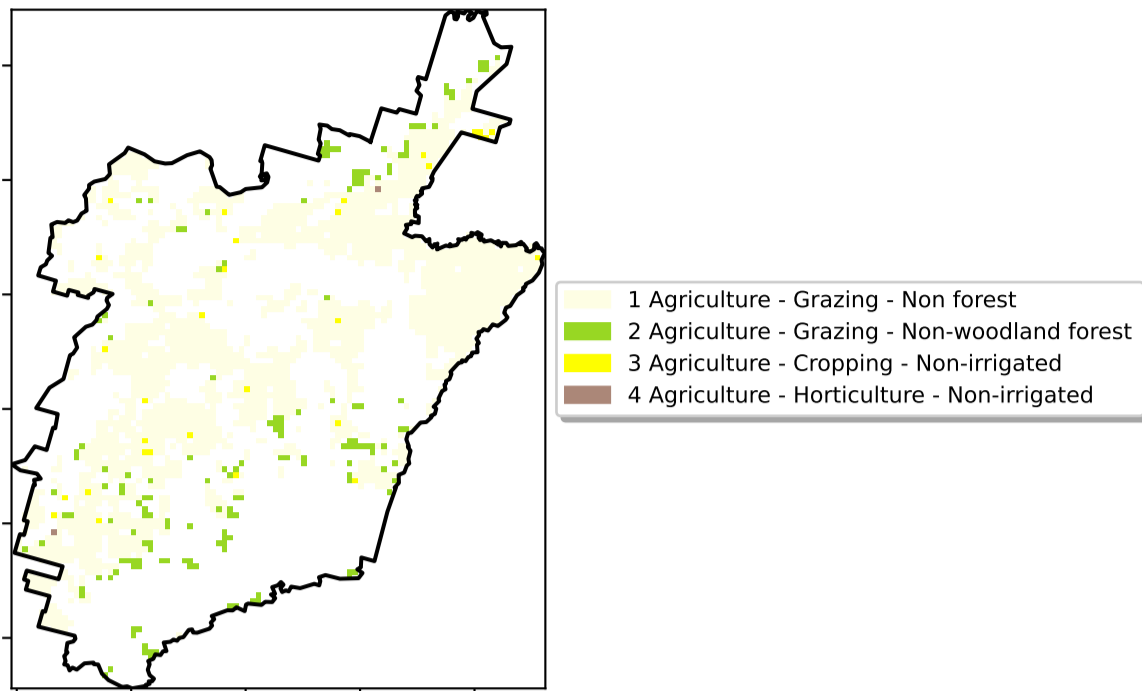 1 Agriculture - Grazing - Non forest
2 Agriculture - Grazing - Non-woodland forest
3 Agriculture - Cropping - Non-irrigated
4 Agriculture - Horticulture - Non-irrigated